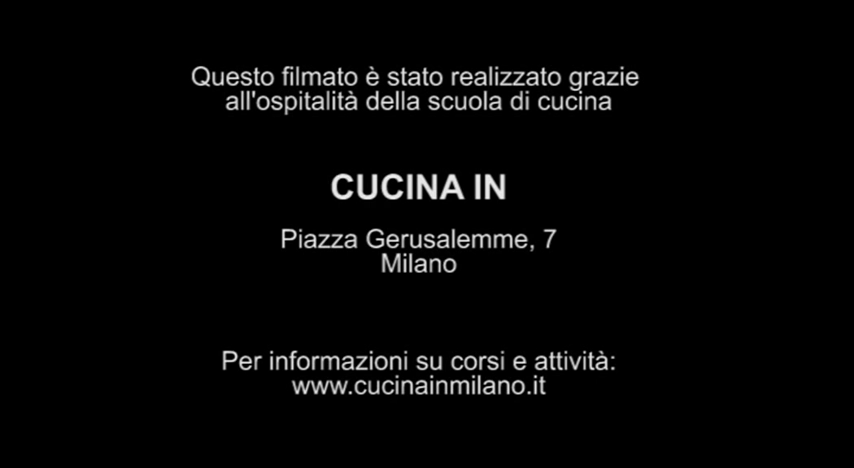 Questo filmato è stato realizzato grazie
all'ospitalità della scuola di cucina
CUCINA IN
Piazza Gerusalemme, 7
Milano
Per informazioni su corsi e attività:
www.cucinainmilano.it